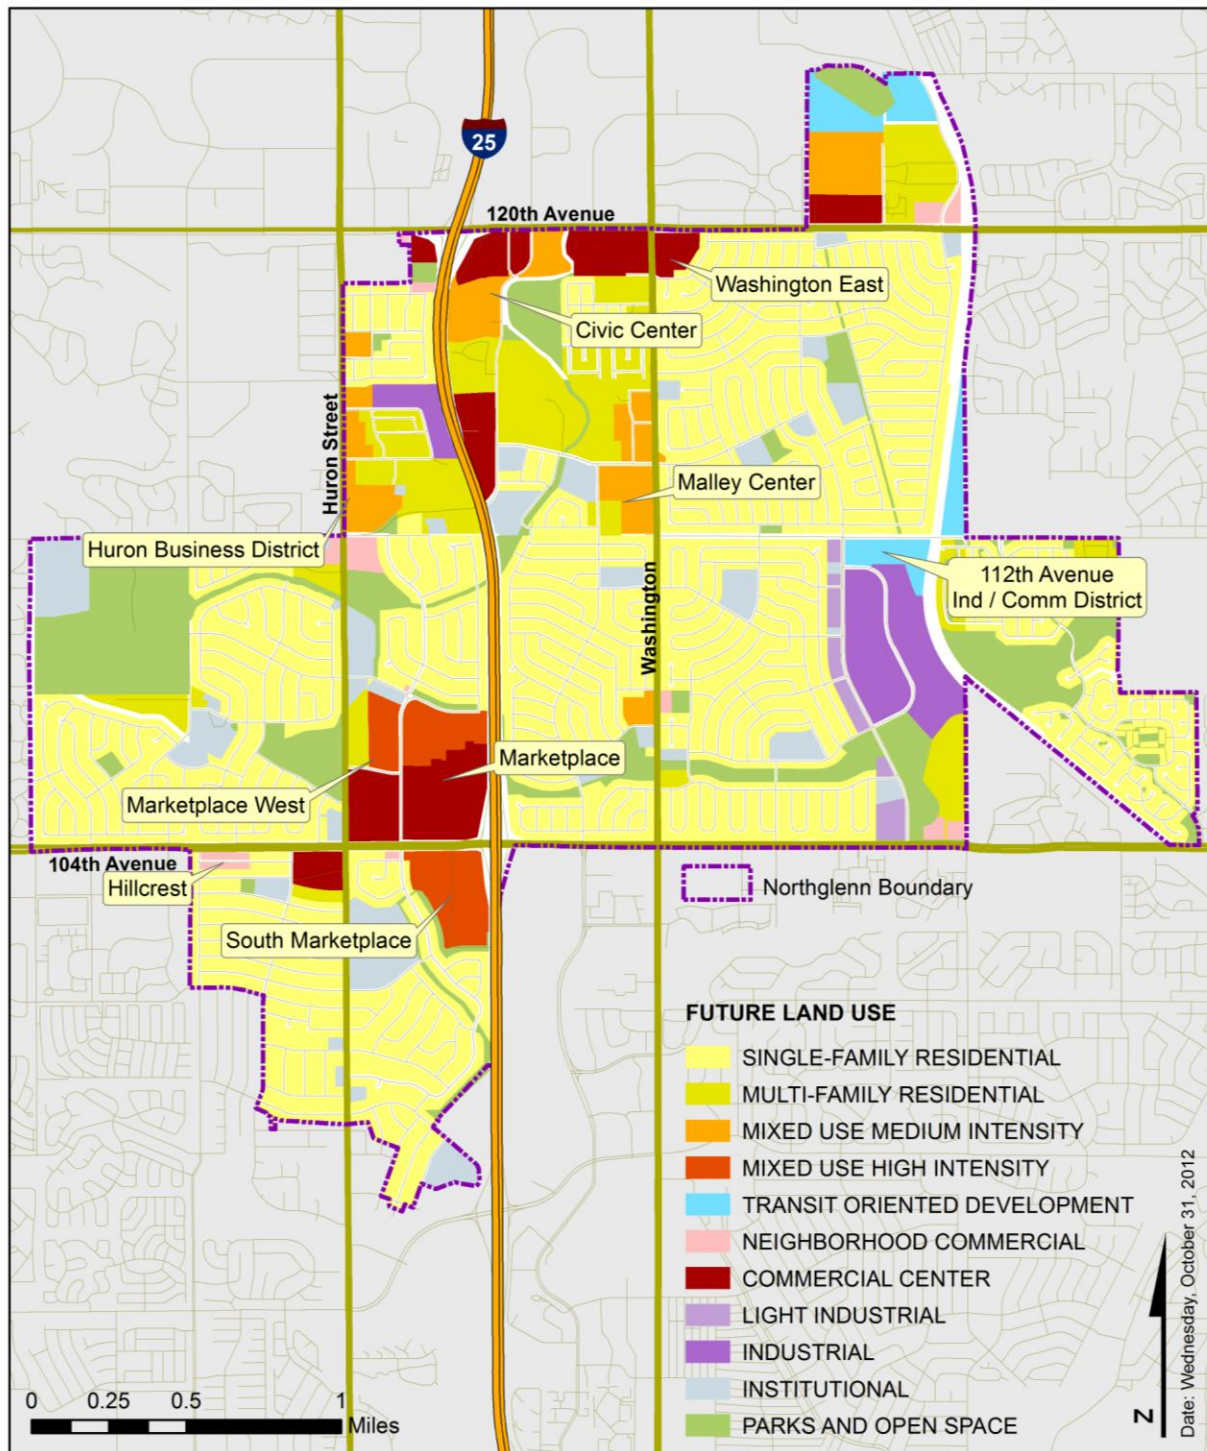 25
120th Avenue
Washington East
Civic Center
Huron Street
Malley Center
Huron Business District
112th Avenue
Ind / Comm District
Washington
Marketplace
Marketplace West
104th Avenue
Hillcrest
Northglenn Boundary
South Marketplace
FUTURE LAND USE
SINGLE-FAMILY RESIDENTIAL
MULTI-FAMILY RESIDENTIAL
MIXED USE MEDIUM INTENSITY
MIXED USE HIGH INTENSITY
TRANSIT ORIENTED DEVELOPMENT
NEIGHBORHOOD COMMERCIAL
COMMERCIAL CENTER
LIGHT INDUSTRIAL
INDUSTRIAL
INSTITUTIONAL
PARKS AND OPEN SPACE
0 0.25 0.5 1
Miles
N
Date: Wednesday, October 31, 2012